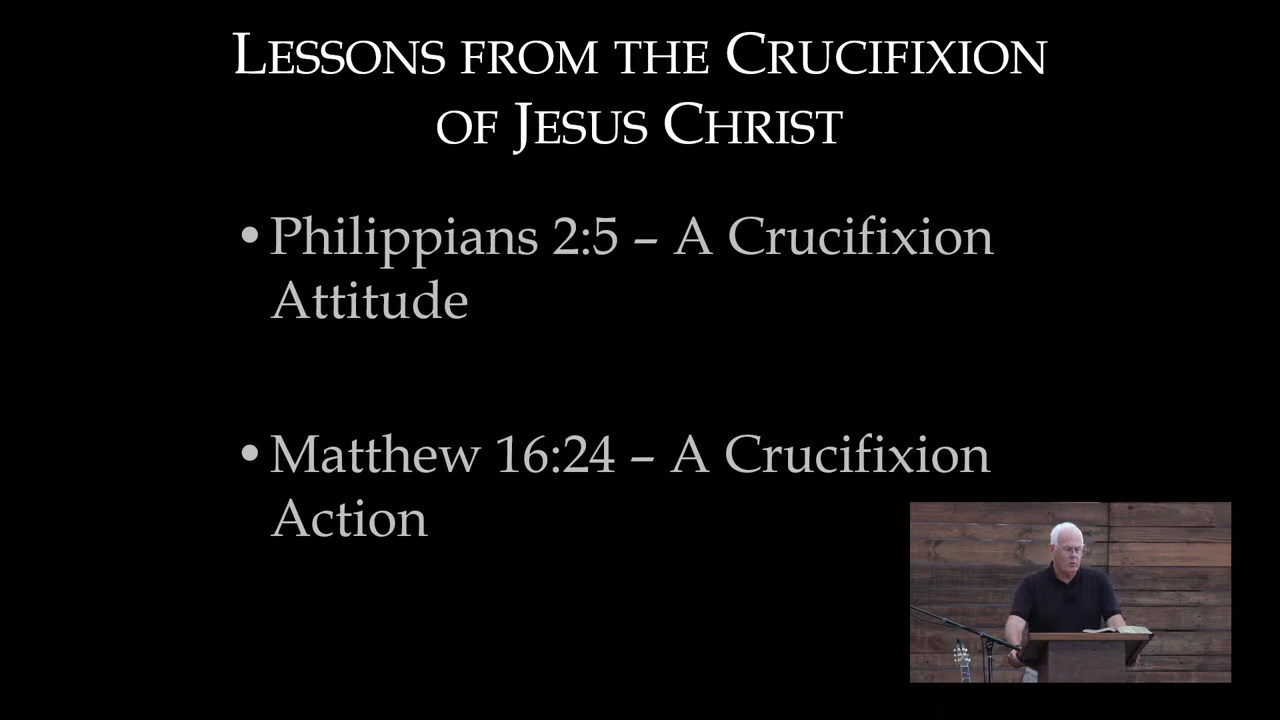 Lessons from the Crucifixion
of Jesus Christ
•Philippians 2:5 – A Crucifixion
Attitude
•Matthew 16:24 – A Crucifixion
Action